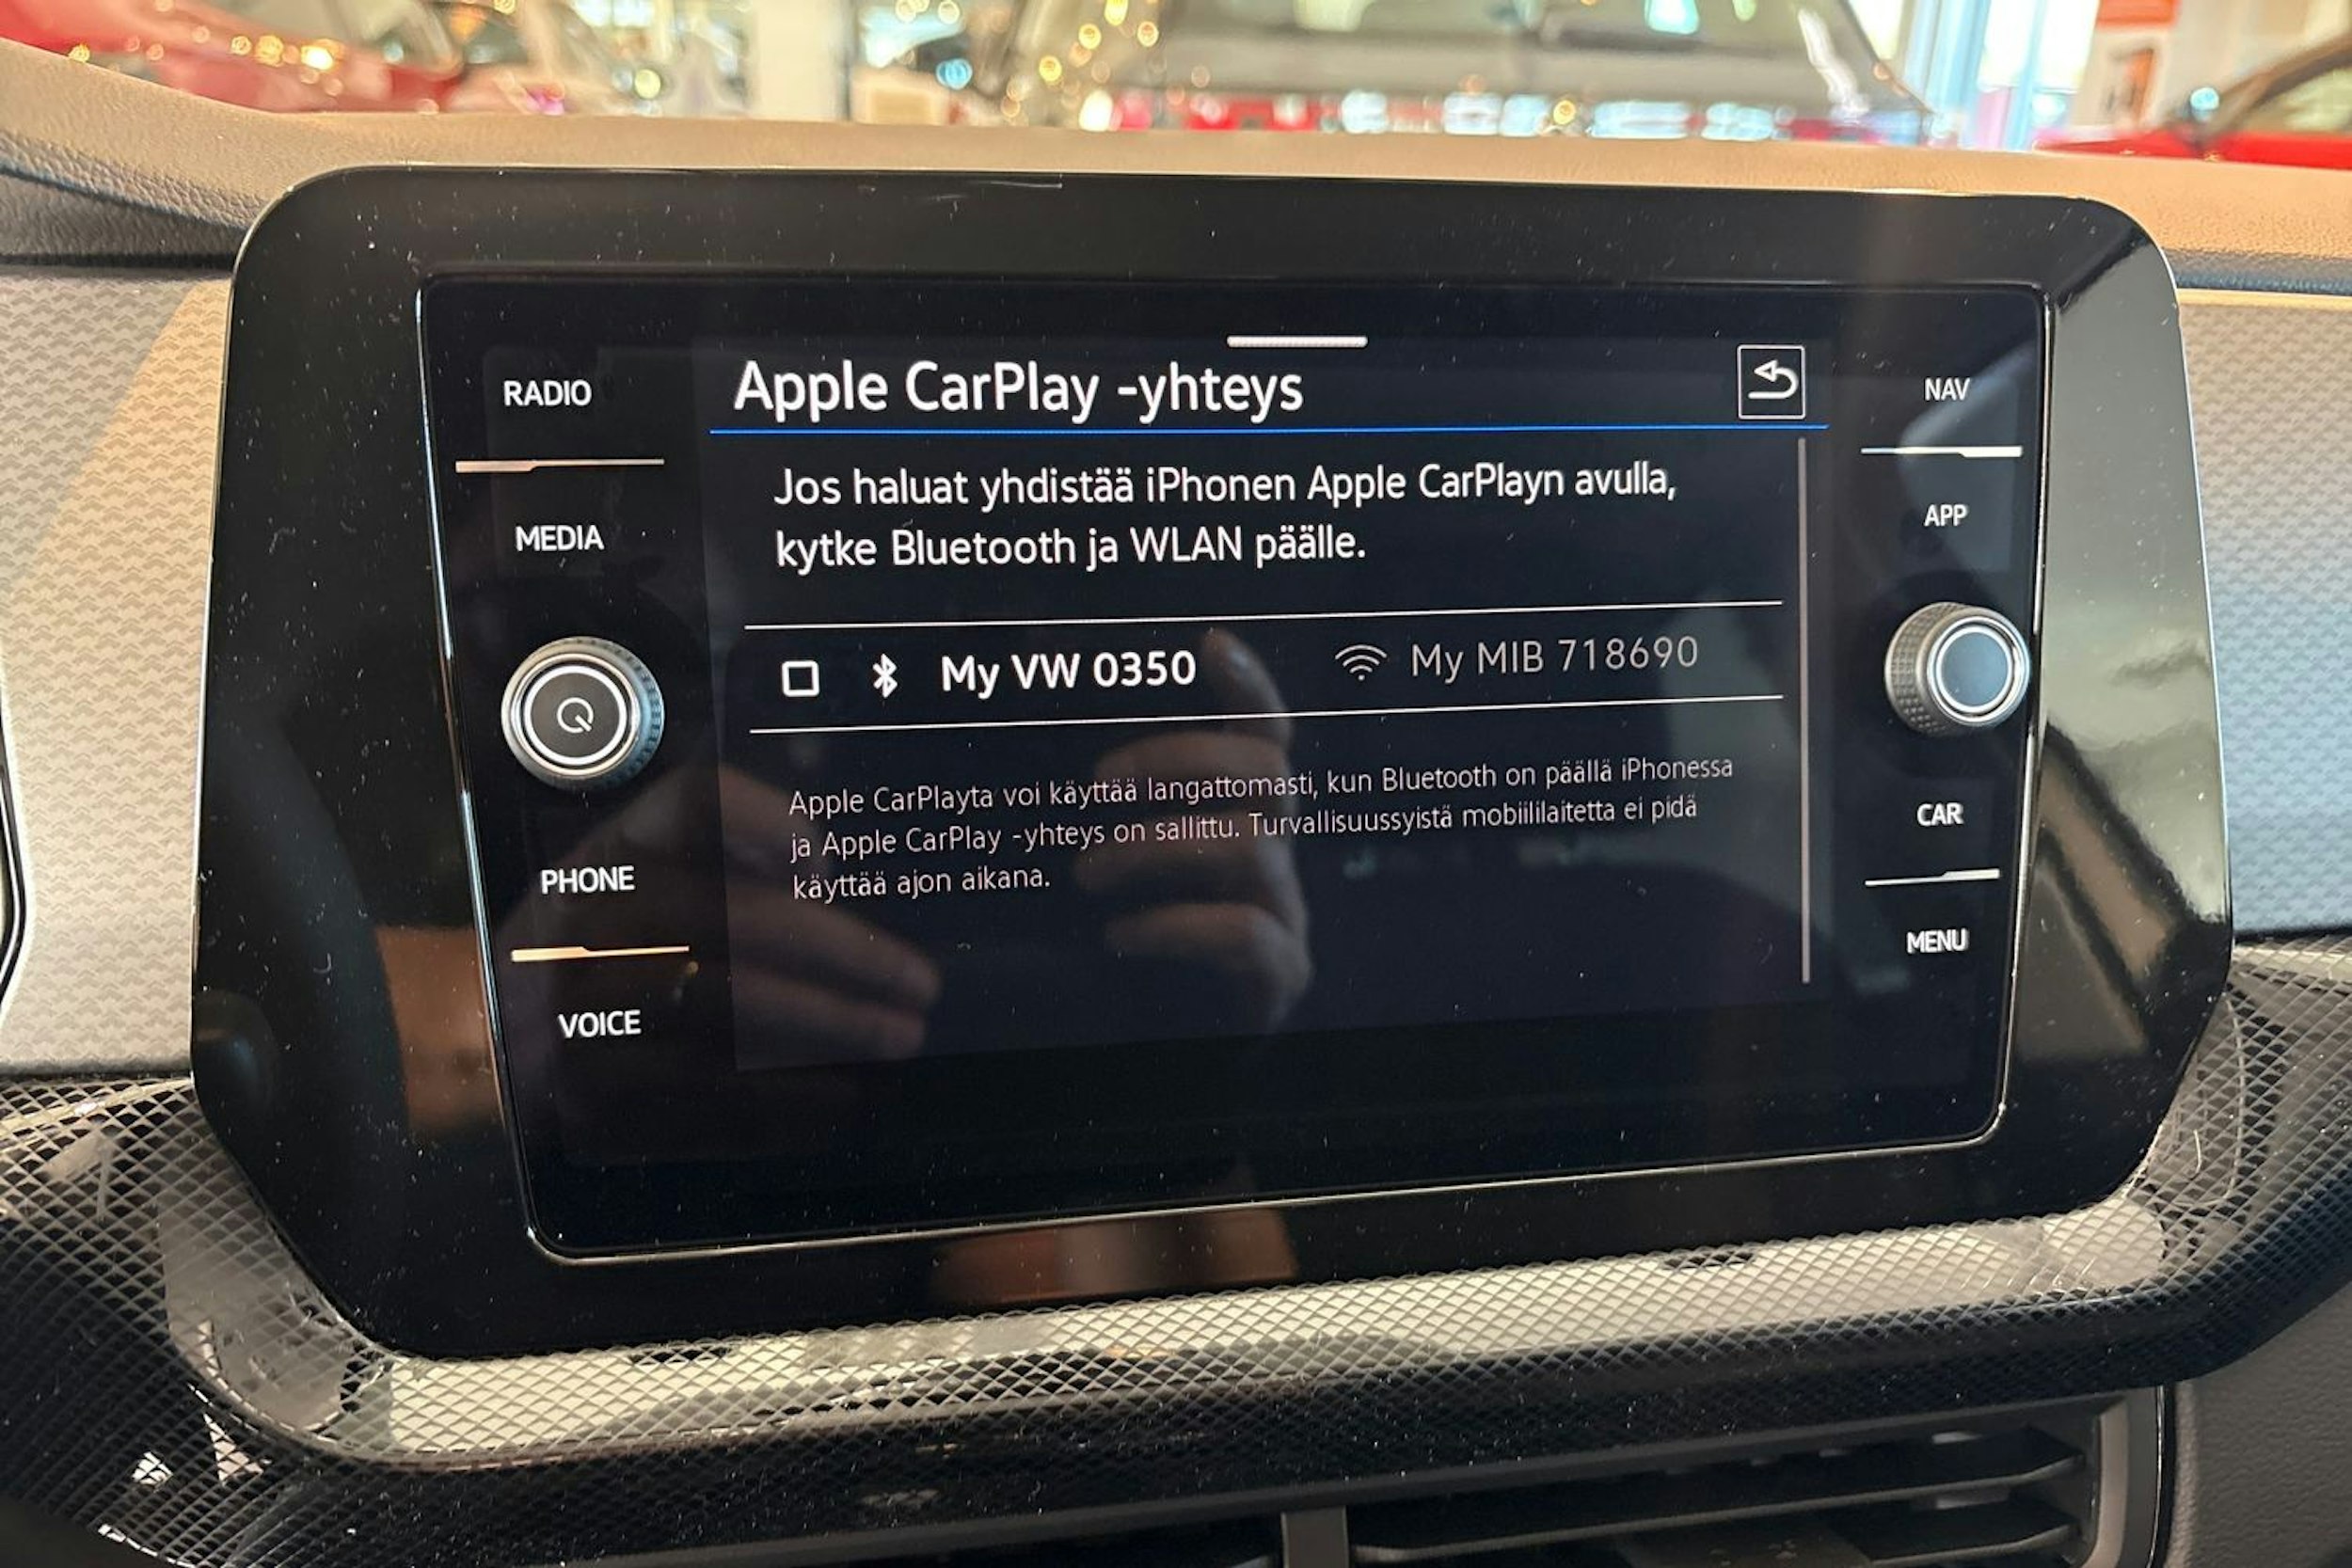 RADIO
MEDIA
PHONE
VOICE
Apple CarPlay -yhteys
Jos haluat yhdistää iPhonen Apple CarPlayn avulla,
kytke Bluetooth ja WLAN päälle.
My VW 0350 My MIB 718690
Apple CarPlayta voi käyttää langattomasti, kun Bluetooth on päällä iPhonessa
ja Apple CarPlay -yhteys on sallittu. Turvallisuussyistä mobiililaitetta ei pidä
käyttää ajon aikana.
NAV
APP
CAR
MENU